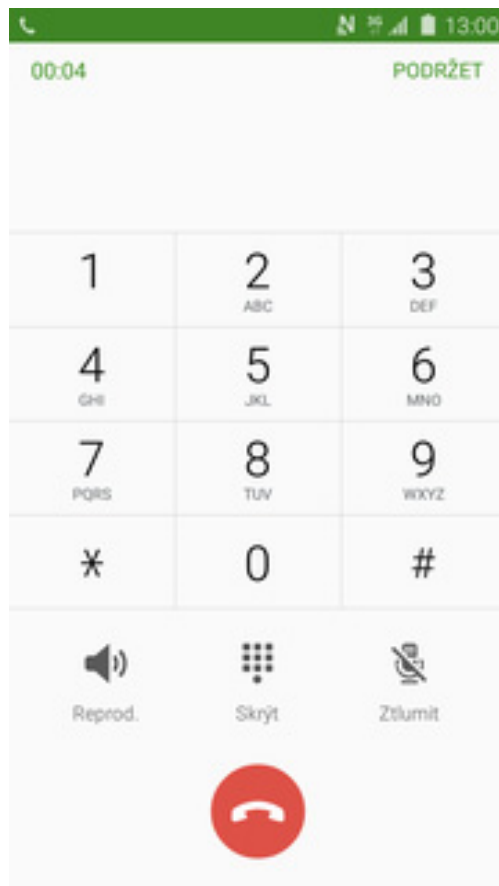 13:00
00:04 PODRŽET
1 2 3
ABC DEF
4 5 6
GHI JKL MNO
7 8 9
PQRS TUV WXYZ
* 0 #
Reprod. Skrýt Ztlumit